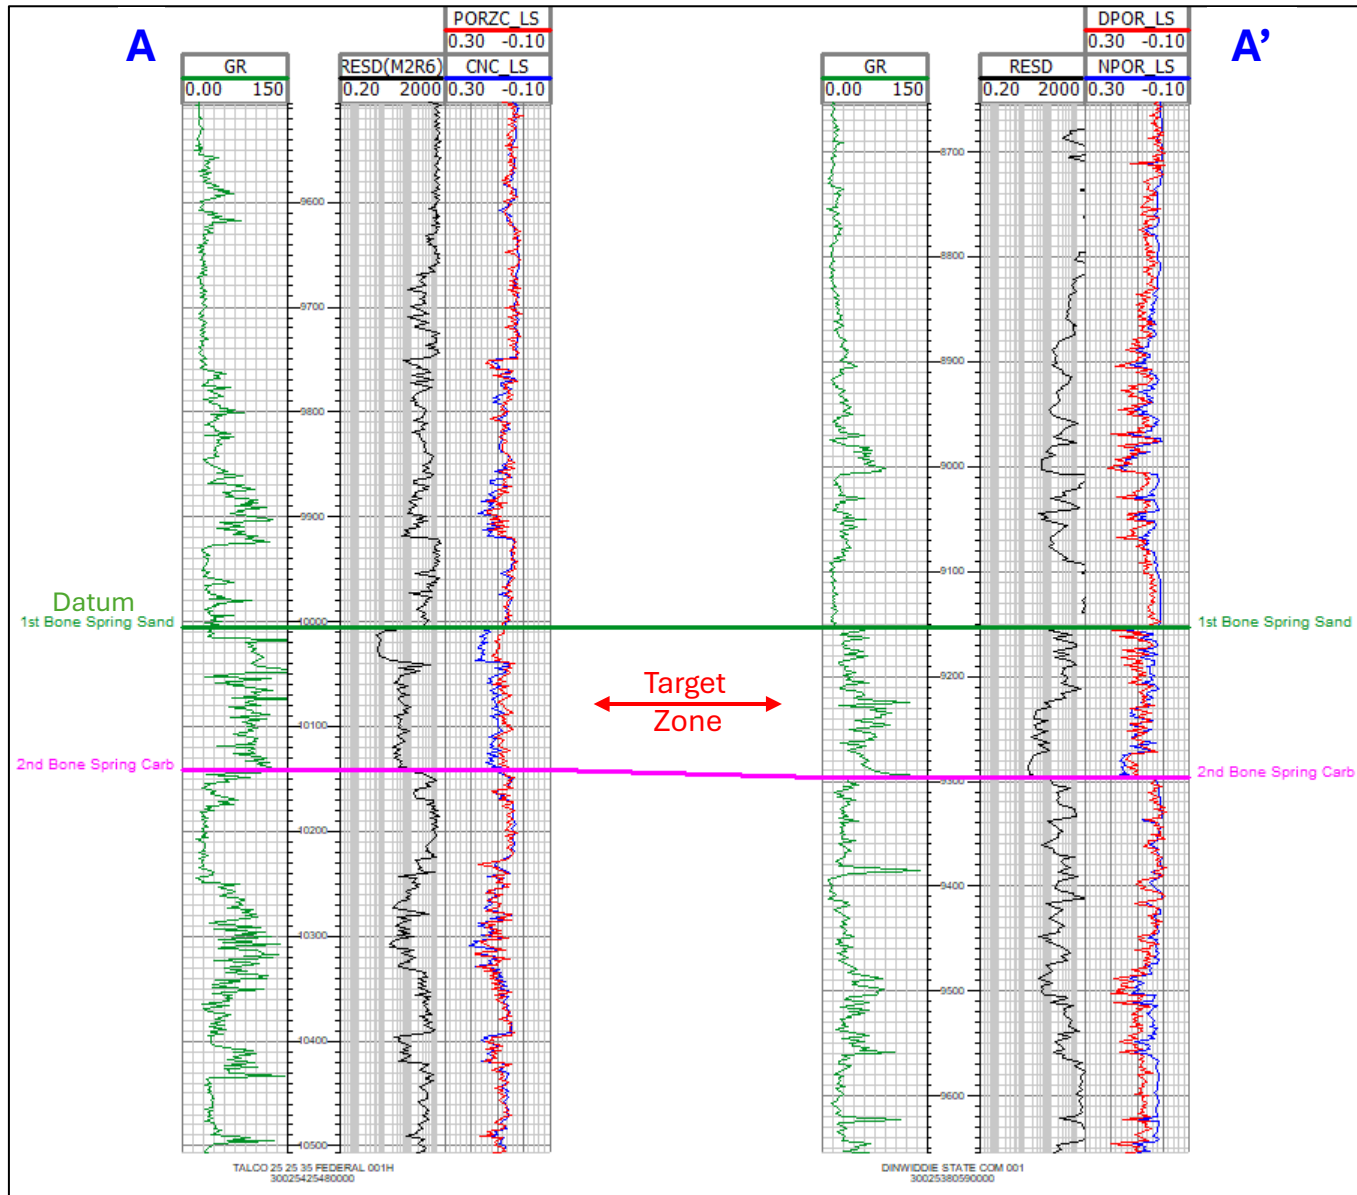 A
PORZC_LS
0.30 -0.10
GR
RESD(M2R6)
CNC_LS
0.00 150
0.20 2000
0.30 -0.10
A’
DPOR_LS
0.30 -0.10
GR
RESD
NPOR_LS
0.00 150
0.20 2000
0.30 -0.10
9600
9700
9800
9900
10000
10100
10200
10300
10400
10500
8700
8800
8900
9000
9100
9200
9300
9400
9500
9600
Datum
1st Bone Spring Sand
1st Bone Spring Sand
Target
Zone
2nd Bone Spring Carb
2nd Bone Spring Carb
TALCO 25 25 35 FEDERAL 001H
30025425480000
DINWIDDIE STATE COM 001
30025380590000